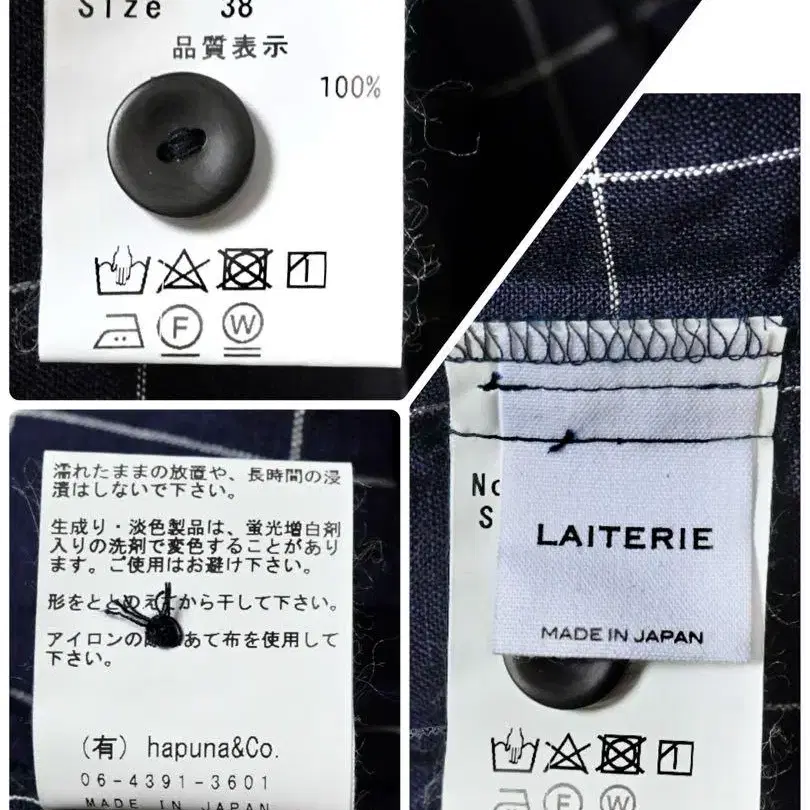 Size 38
品質表示
100%
F
W
濡れたままの放置や、長時間の浸
漬はしないで下さい。
生成り・淡色製品は、蛍光増白剤
入りの洗剤で変色することがあり
ます。ご使用はお避け下さい。
形をととのえてから干して下さい。
アイロンの あて布を使用して
下さい。
(有) hapuna&Co.
06-4391-3601
MADE IN JAPAN
LAITERIE
MADE IN JAPAN
F
W